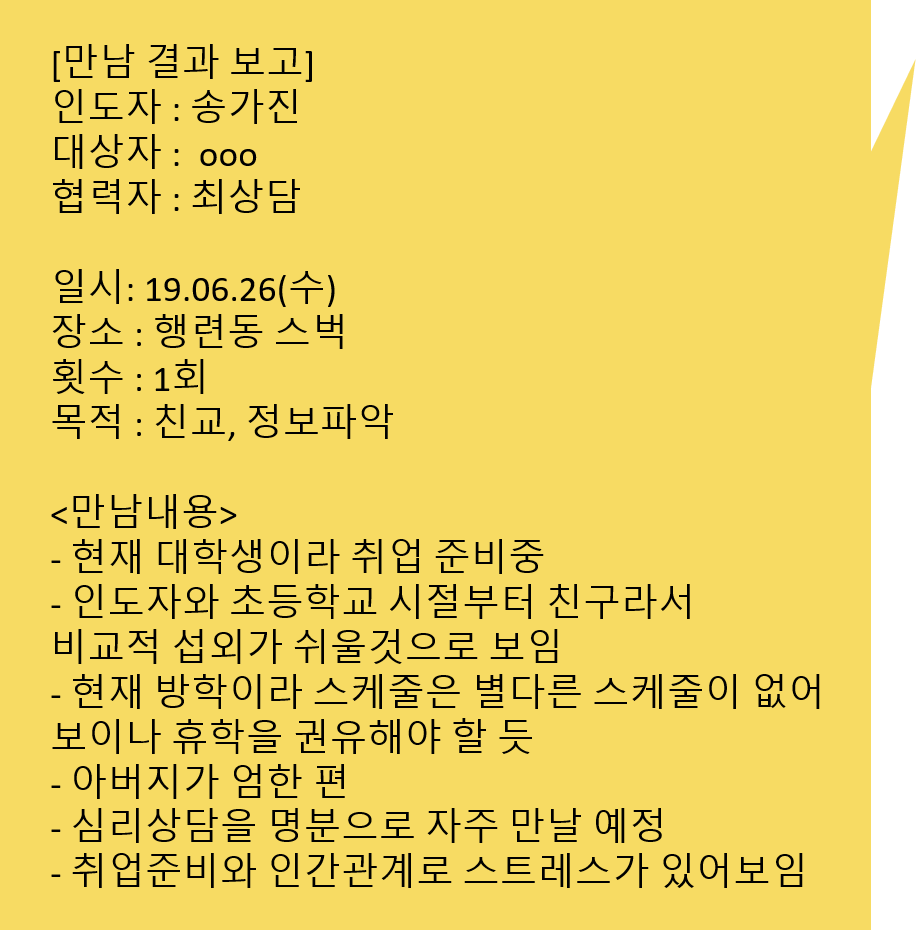 [만남 결과 보고]
인도자 : 송가진
대상자 : ooo
협력자 : 최상담
일시: 19.06.26(수)
장소 : 행련동 스벅
횟수 : 1회
목적 : 친교, 정보파악
<만남내용>
- 현재 대학생이라 취업 준비중
- 인도자와 초등학교 시절부터 친구라서
비교적 섭외가 쉬울것으로 보임
- 현재 방학이라 스케줄은 별다른 스케줄이 없어
보이나 휴학을 권유해야 할 듯
- 아버지가 엄한 편
- 심리상담을 명분으로 자주 만날 예정
- 취업준비와 인간관계로 스트레스가 있어보임